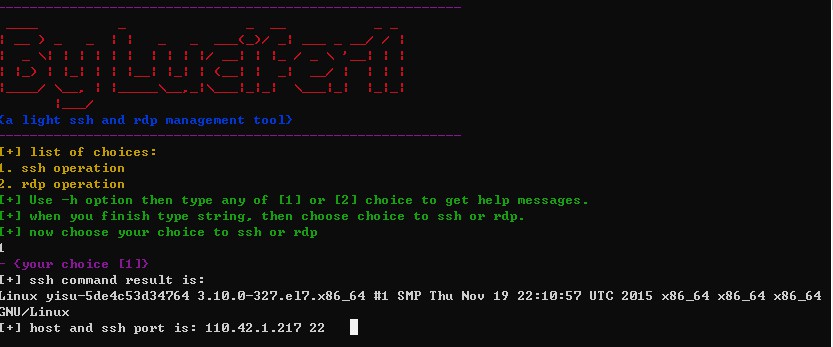 ByLucifer11
{a light ssh and rdp management tool}
[+] list of choices:
1. ssh operation
2. rdp operation
[+] Use -h option then type any of [1] or [2] choice to get help messages.
[+] when you finish type string, then choose choice to ssh or rdp.
[+] now choose your choice to ssh or rdp
1
- {your choice [1]}
[+] ssh command result is:
Linux yisu-5de4c53d34764 3.10.0-327.el7.x86_64 #1 SMP Thu Nov 19 22:10:57 UTC 2015 x86_64 x86_64 x86_64
GNU/Linux
[+] host and ssh port is: 110.42.1.217 22